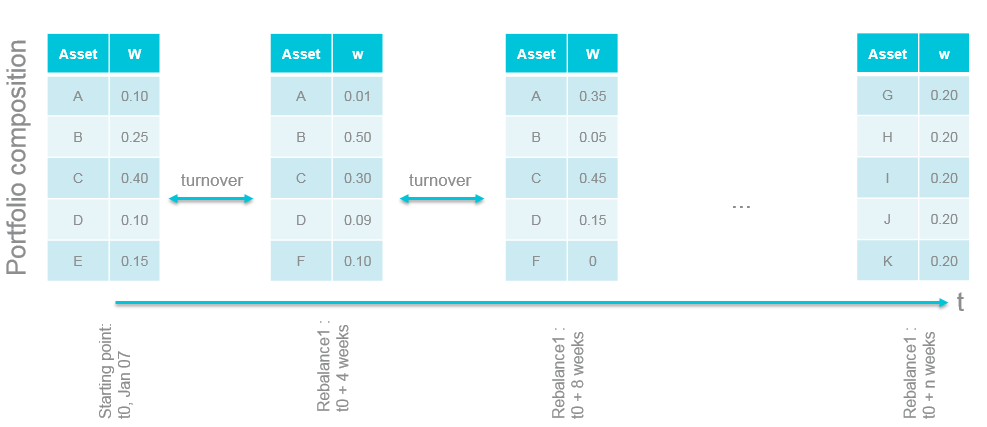 Portfolio composition
Asset W
A 0.10
B 0.25
C 0.40
D 0.10
E 0.15
turnover
Asset w
A 0.01
B 0.50
C 0.30
D 0.09
F 0.10
turnover
Asset W
A 0.35
B 0.05
C 0.45
D 0.15
F 0
...
Asset w
G 0.20
H 0.20
I 0.20
J 0.20
K 0.20
t
Starting point:
t0, Jan 07
Rebalance1 :
t0 + 4 weeks
Rebalance1 :
t0 + 8 weeks
Rebalance1 :
t0 + n weeks